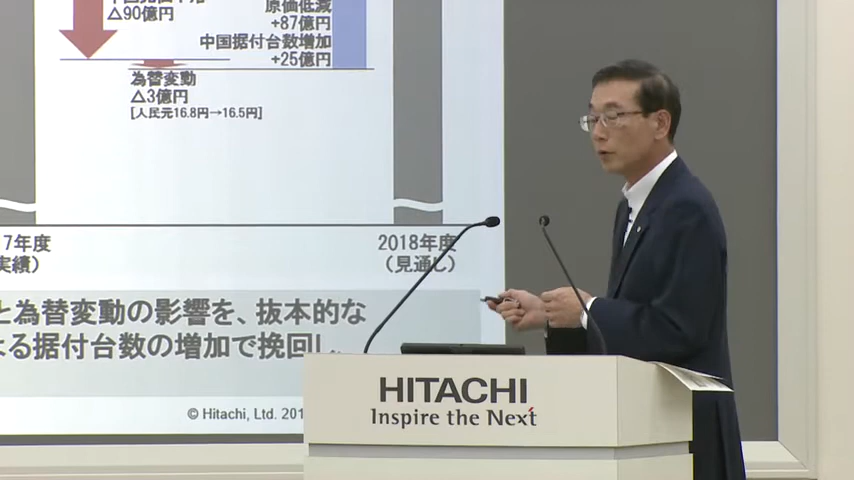 △90億円
原価低減
+87億円
中国据付台数増加
+25億円
為替変動
△3億円
[人民元16.8円→16.5円]
7年度
実績）
2018年度
（見通し）
と為替変動の影響を、抜本的な
よる据付台数の増加で挽回し
© Hitachi, Ltd. 201
HITACHI
Inspire the Next